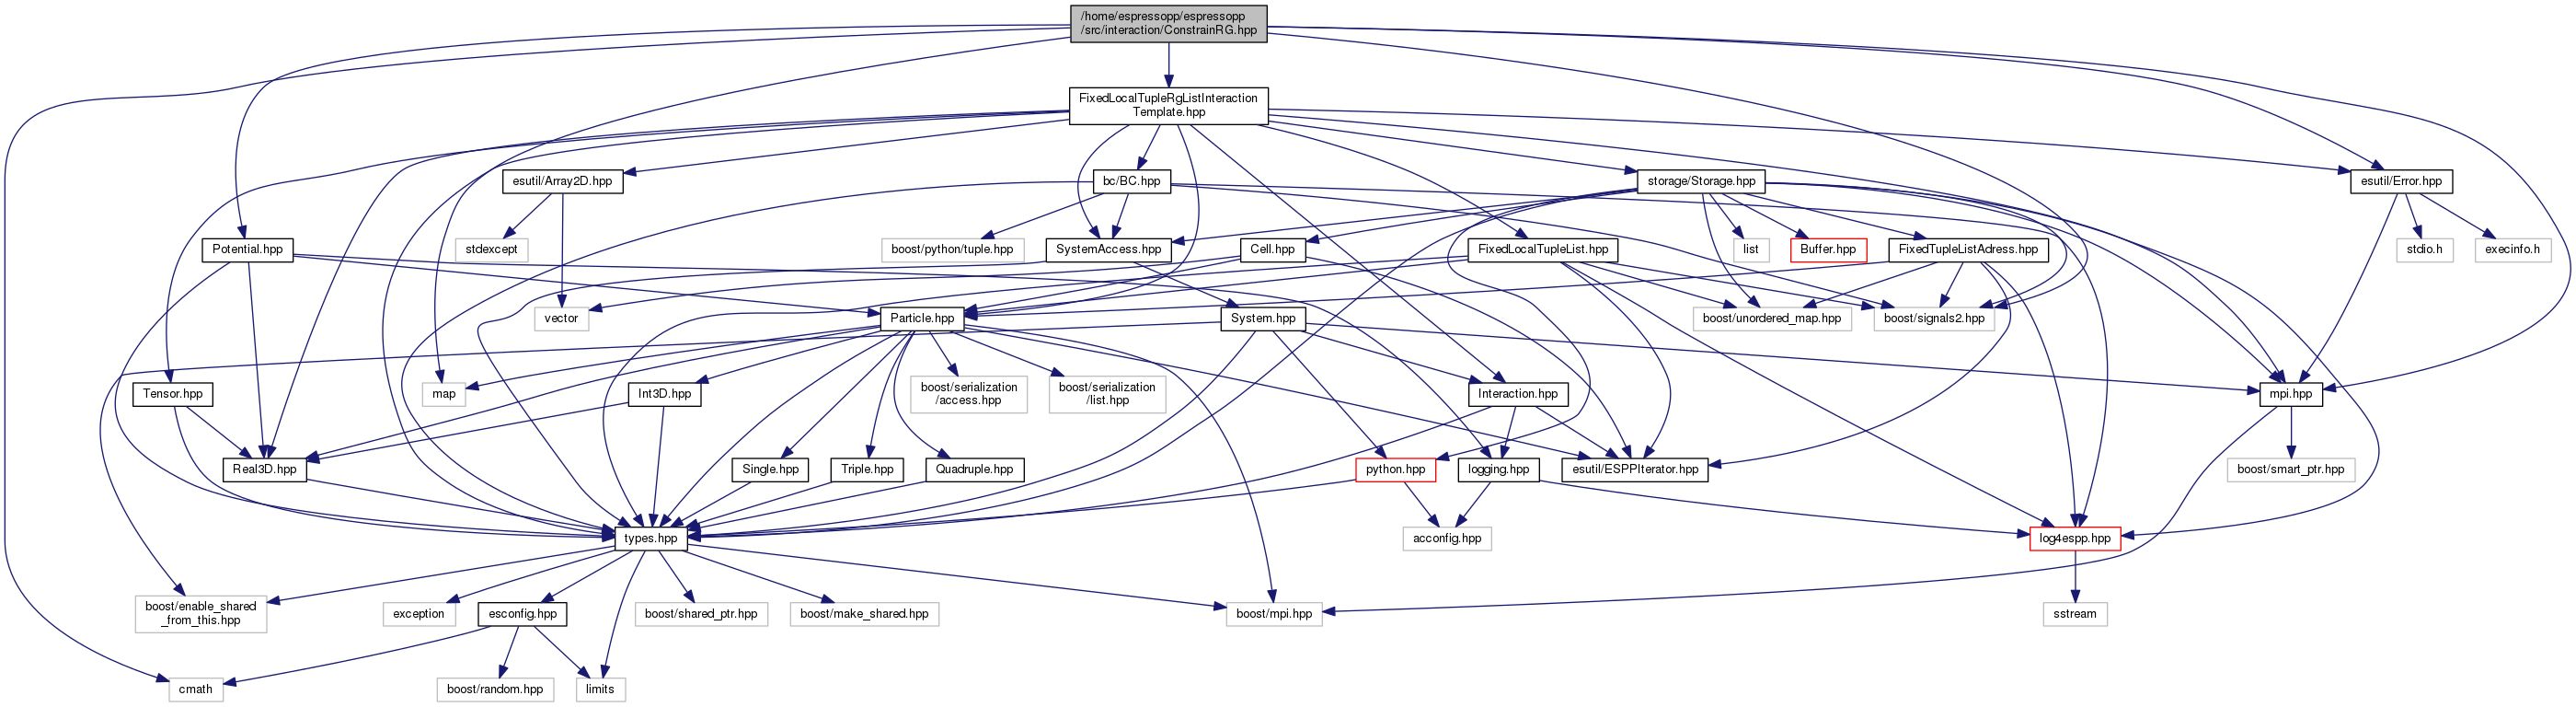 /home/espressopp/espressopp
/src/interaction/ConstrainRG.hpp
FixedLocalTupleRgListInteraction
Template.hpp
esutil/Array2D.hpp
bc/BC.hpp
storage/Storage.hpp
esutil/Error.hpp
Potential.hpp
stdexcept
boost/python/tuple.hpp
SystemAccess.hpp
Cell.hpp
FixedLocalTupleList.hpp
list
Buffer.hpp
FixedTupleListAdress.hpp
stdio.h
execinfo.h
vector
Particle.hpp
System.hpp
boost/unordered_map.hpp
boost/signals2.hpp
Tensor.hpp
map
Int3D.hpp
boost/serialization
/access.hpp
boost/serialization
/list.hpp
Interaction.hpp
mpi.hpp
Real3D.hpp
Single.hpp
Triple.hpp
Quadruple.hpp
python.hpp
logging.hpp
esutil/ESPPIterator.hpp
boost/smart_ptr.hpp
types.hpp
acconfig.hpp
log4espp.hpp
boost/enable_shared
_from_this.hpp
exception
esconfig.hpp
boost/shared_ptr.hpp
boost/make_shared.hpp
boost/mpi.hpp
sstream
cmath
boost/random.hpp
limits